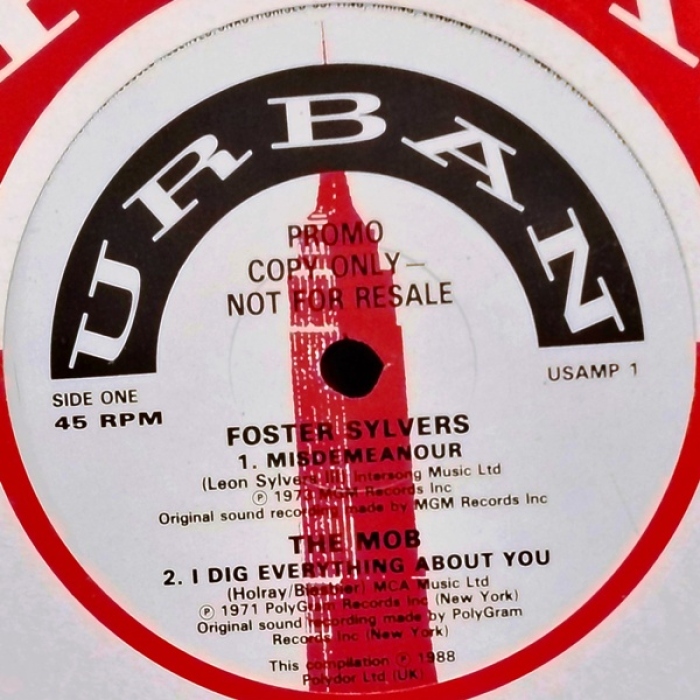 URBAN
PROMO
COPY ONLY —
NOT FOR RESALE
SIDE ONE
45 RPM
USAMP 1
FOSTER SYLVERS
1. MISDEMEANOUR
(Leon Sylvers III) Intersong Music Ltd
Ⓟ 1973 MGM Records Inc
Original sound recording made by MGM Records Inc
THE MOB
2. I DIG EVERYTHING ABOUT YOU
(Holray/Blesbier) MCA Music Ltd
Ⓟ 1971 PolyGram Records Inc (New York)
Original sound recording made by PolyGram
Records Inc (New York)
This compilation Ⓟ 1988
Polydor Ltd (UK)